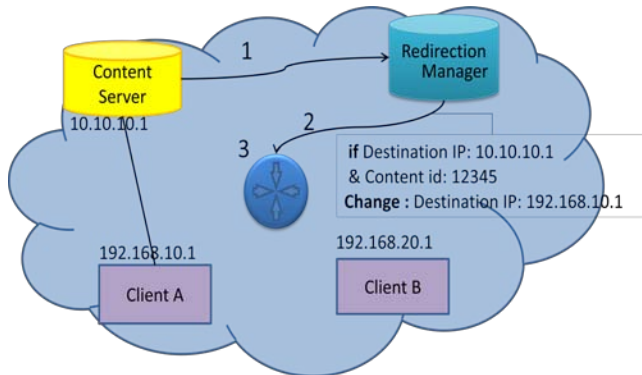 1
Content
Server
Redirection
Manager
10.10.10.1
2
3
if Destination IP: 10.10.10.1
& Content id: 12345
Change : Destination IP: 192.168.10.1
192.168.10.1
192.168.20.1
Client A
Client B